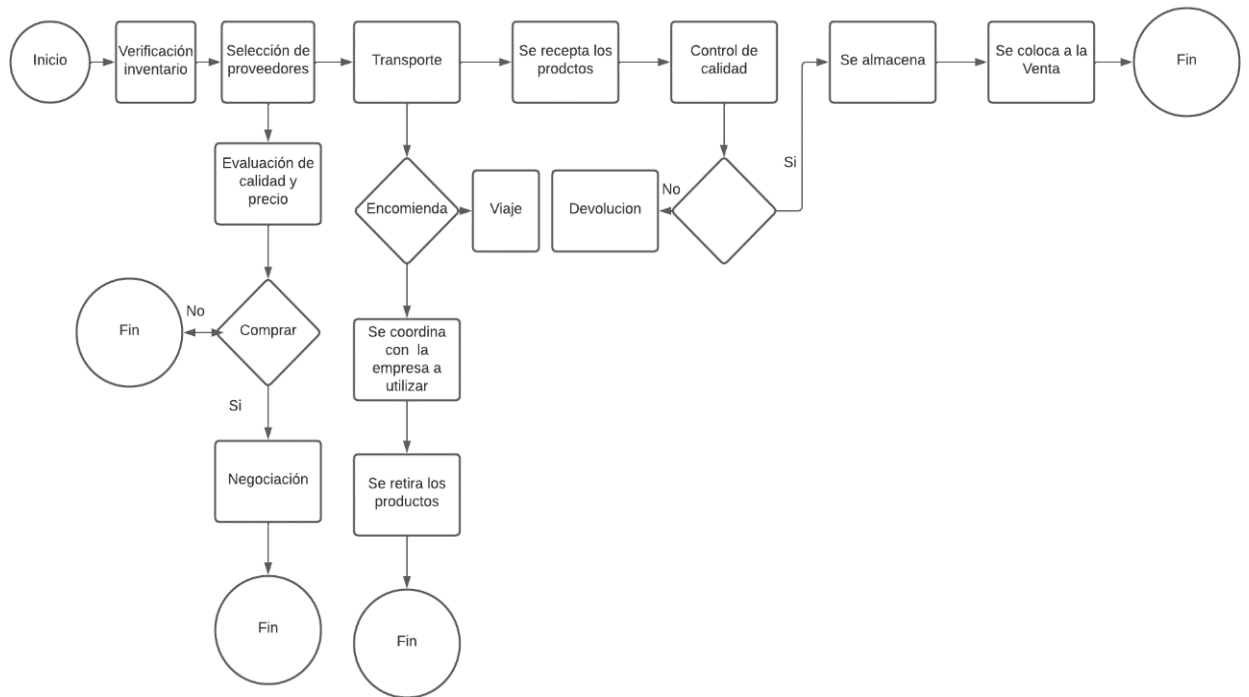 Inicio
Verificación
inventario
Selección de
proveedores
Transporte
Se recepta los
prodctos
Control de
calidad
Se almacena
Se coloca a la
Venta
Fin
Evaluación de
calidad y
precio
Encomienda
Viaje
Devolucion
No
Si
Fin
No
Comprar
Se coordina
con la
empresa a
utilizar
Si
Negociación
Se retira los
productos
Fin
Fin